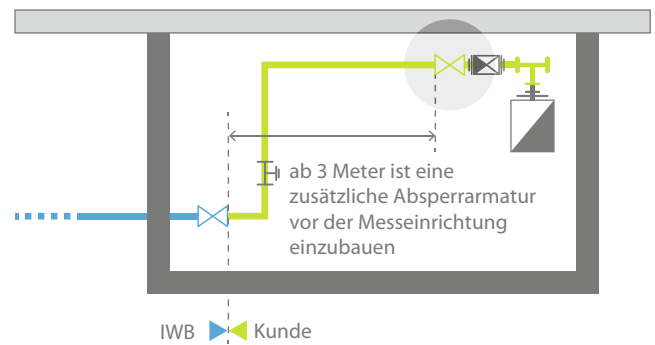 ab 3 Meter ist eine
zusätzliche Absperrarmatur
vor der Messeinrichtung
einzubauen
IWB Kunde